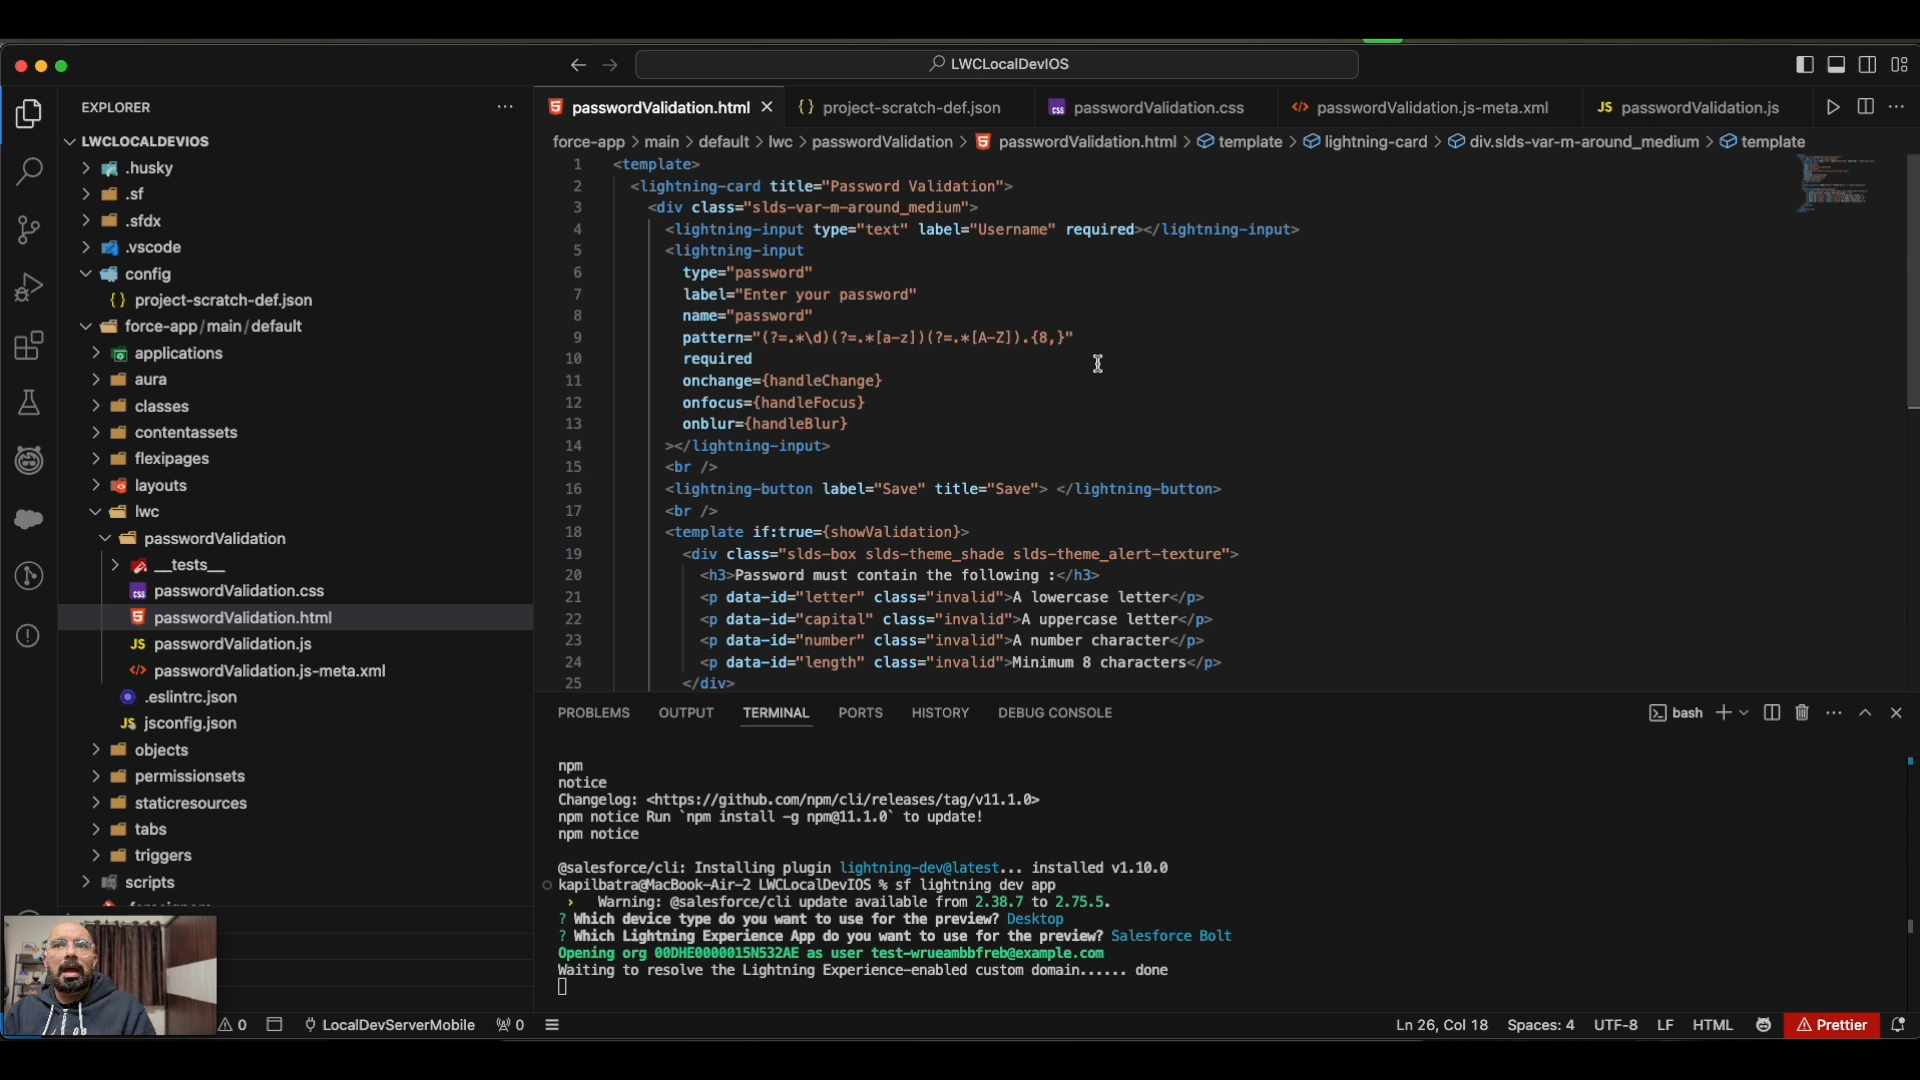 LWCLocalDevIOS
EXPLORER
LWCLOCALDEVIOS
.husky
.sf
.sfdx
.vscode
config
project-scratch-def.json
force-app/main/default
applications
aura
classes
contentassets
flexipages
layouts
lwc
passwordValidation
__tests__
passwordValidation.css
passwordValidation.html
JS passwordValidation.js
passwordValidation.js-meta.xml
.eslintrc.json
JS jsconfig.json
objects
permissionsets
staticresources
tabs
triggers
scripts
passwordValidation.html
{} project-scratch-def.json
passwordValidation.css
passwordValidation.js-meta.xml
JS passwordValidation.js
force-app > main > default > lwc > passwordValidation > passwordValidation.html > template > lightning-card > div.slds-var-m-around_medium > template
1 <template>
2 <lightning-card title="Password Validation">
3 <div class="slds-var-m-around_medium">
4 <lightning-input type="text" label="Username" required></lightning-input>
5 <lightning-input
6 type="password"
7 label="Enter your password"
8 name="password"
9 pattern="(?=.*\d)(?=.*[a-z])(?=.*[A-Z]).{8,}"
10 required
11 onchange={handleChange}
12 onfocus={handleFocus}
13 onblur={handleBlur}
14 ></lightning-input>
15 <br />
16 <lightning-button label="Save" title="Save"> </lightning-button>
17 <br />
18 <template if:true={showValidation}>
19 <div class="slds-box slds-theme_shade slds-theme_alert-texture">
20 <h3>Password must contain the following :</h3>
21 <p data-id="letter" class="invalid">A lowercase letter</p>
22 <p data-id="capital" class="invalid">A uppercase letter</p>
23 <p data-id="number" class="invalid">A number character</p>
24 <p data-id="length" class="invalid">Minimum 8 characters</p>
25 </div>
PROBLEMS OUTPUT TERMINAL PORTS HISTORY DEBUG CONSOLE
bash
npm
notice
Changelog: <https://github.com/npm/cli/releases/tag/v11.1.0>
npm notice Run `npm install -g npm@11.1.0` to update!
npm notice
@salesforce/cli: Installing plugin lightning-dev@latest... installed v1.10.0
kapilbatra@MacBook-Air-2 LWCLocalDevIOS % sf lightning dev app
› Warning: @salesforce/cli update available from 2.38.7 to 2.75.5.
? Which device type do you want to use for the preview? Desktop
? Which Lightning Experience App do you want to use for the preview? Salesforce Bolt
Opening org 00DHE0000015N532AE as user test-wrueambbfreb@example.com
Waiting to resolve the Lightning Experience-enabled custom domain...... done
0 LocalDevServerMobile 0
Ln 26, Col 18 Spaces: 4 UTF-8 LF HTML Prettier